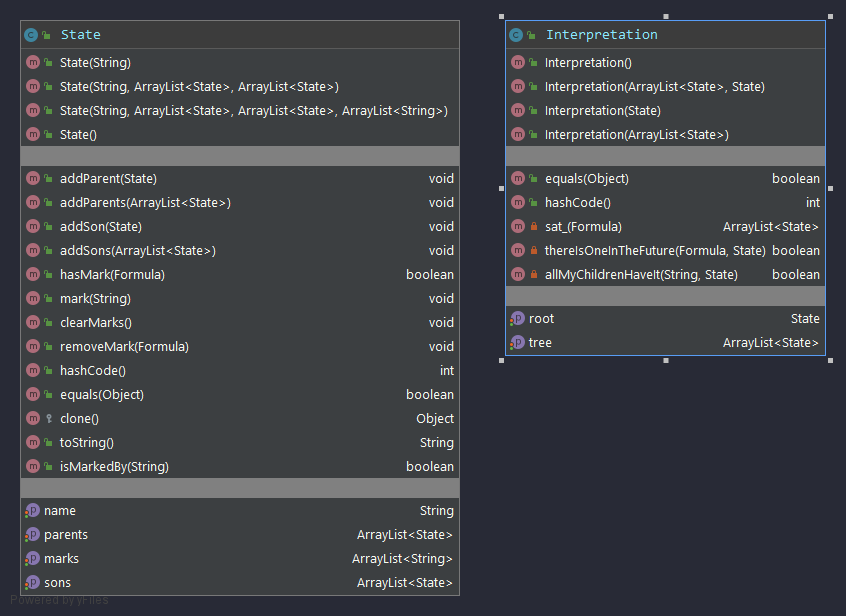 State
State(String)
State(String, ArrayList<State>, ArrayList<State>)
State(String, ArrayList<State>, ArrayList<State>, ArrayList<String>)
State()
addParent(State) void
addParents(ArrayList<State>) void
addSon(State) void
addSons(ArrayList<State>) void
hasMark(Formula) boolean
mark(String) void
clearMarks() void
removeMark(Formula) void
hashCode() int
equals(Object) boolean
clone() Object
toString() String
isMarkedBy(String) boolean
name String
parents ArrayList<State>
marks ArrayList<String>
sons ArrayList<State>
Interpretation
Interpretation()
Interpretation(ArrayList<State>, State)
Interpretation(State)
Interpretation(ArrayList<State>)
equals(Object) boolean
hashCode() int
sat_(Formula) ArrayList<State>
thereIsOneInTheFuture(Formula, State) boolean
allMyChildrenHaveIt(String, State) boolean
root State
tree ArrayList<State>
Powered by yFiles